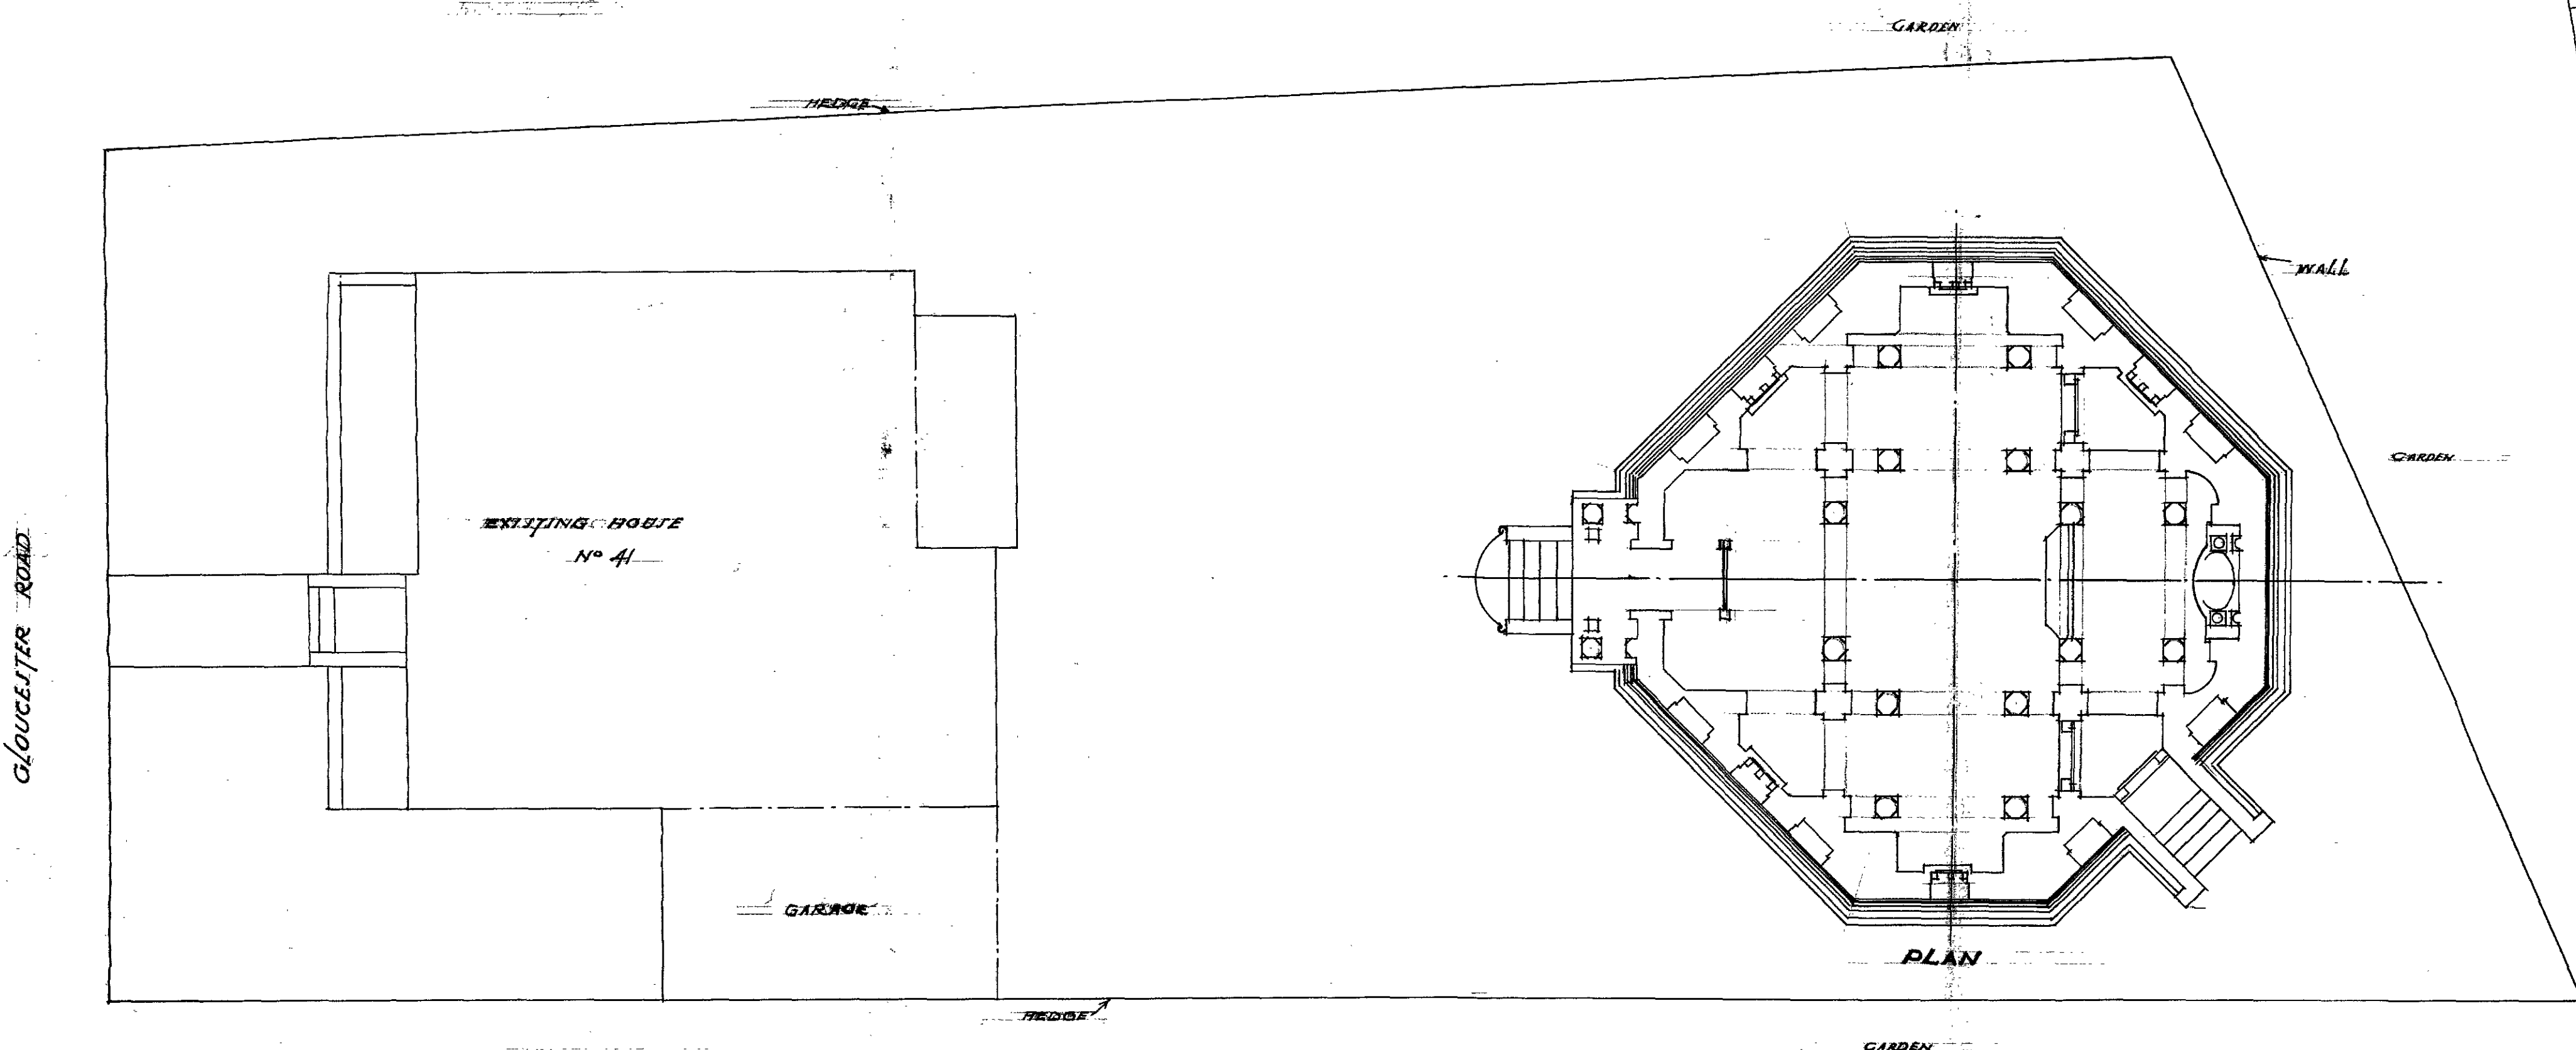 GARDEN
HEDGE
WALL
GARDEN
EXISTING HOUSE
Nº 41
GLOUCESTER ROAD
GARAGE
PLAN
HEDGE
GARDEN